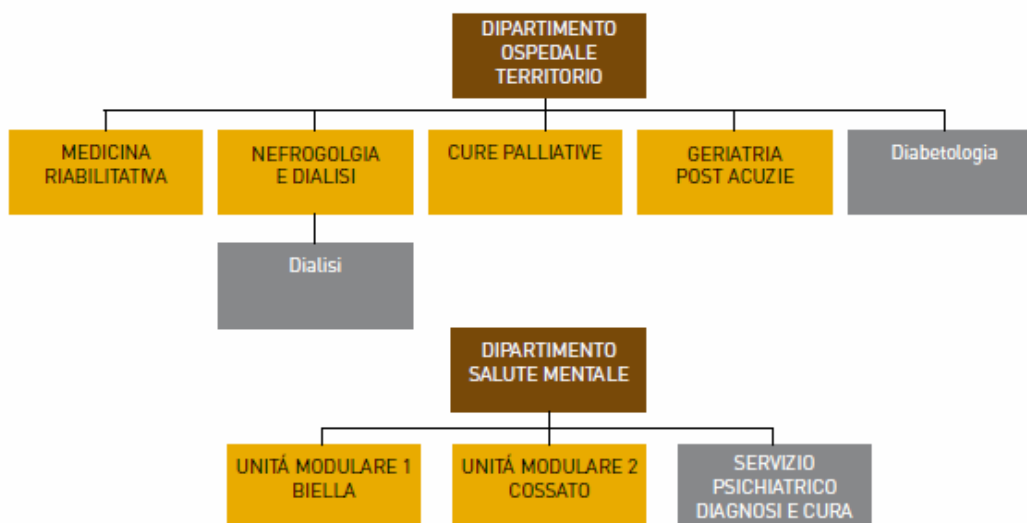 DIPARTIMENTO
OSPEDALE
TERRITORIO
MEDICINA
RIABILITATIVA
NEFROGOLGIA
E DIALISI
CURE PALLIATIVE
GERIATRIA
POST ACUZIE
Diabetologia
Dialisi
DIPARTIMENTO
SALUTE MENTALE
UNITÁ MODULARE 1
BIELLA
UNITÁ MODULARE 2
COSSATO
SERVIZIO
PSICHIATRICO
DIAGNOSI E CURA